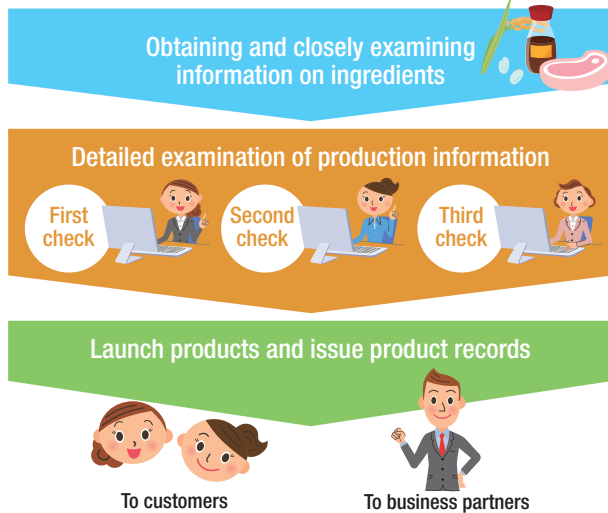 Obtaining and closely examining
information on ingredients
Detailed examination of production information
First
check
Second
check
Third
check
Launch products and issue product records
To customers
To business partners